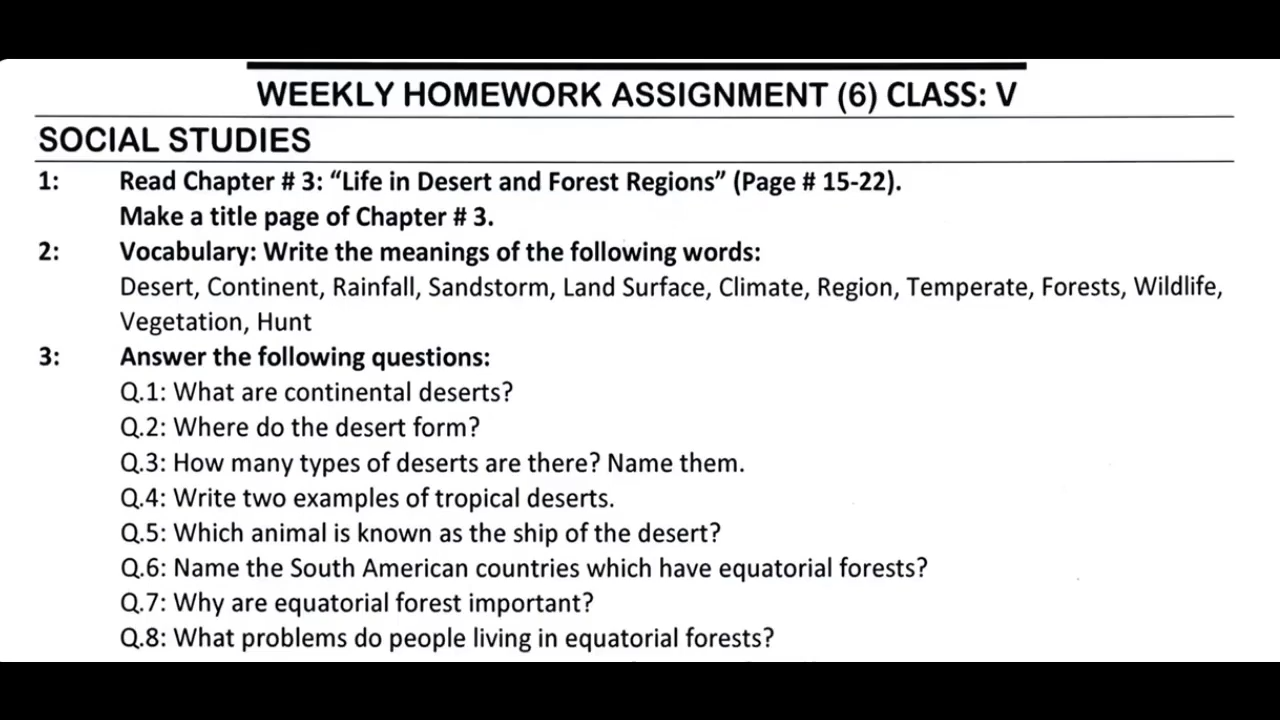 WEEKLY HOMEWORK ASSIGNMENT (6) CLASS: V
SOCIAL STUDIES
1: Read Chapter # 3: “Life in Desert and Forest Regions” (Page # 15-22).
Make a title page of Chapter # 3.
2: Vocabulary: Write the meanings of the following words:
Desert, Continent, Rainfall, Sandstorm, Land Surface, Climate, Region, Temperate, Forests, Wildlife,
Vegetation, Hunt
3: Answer the following questions:
Q.1: What are continental deserts?
Q.2: Where do the desert form?
Q.3: How many types of deserts are there? Name them.
Q.4: Write two examples of tropical deserts.
Q.5: Which animal is known as the ship of the desert?
Q.6: Name the South American countries which have equatorial forests?
Q.7: Why are equatorial forest important?
Q.8: What problems do people living in equatorial forests?